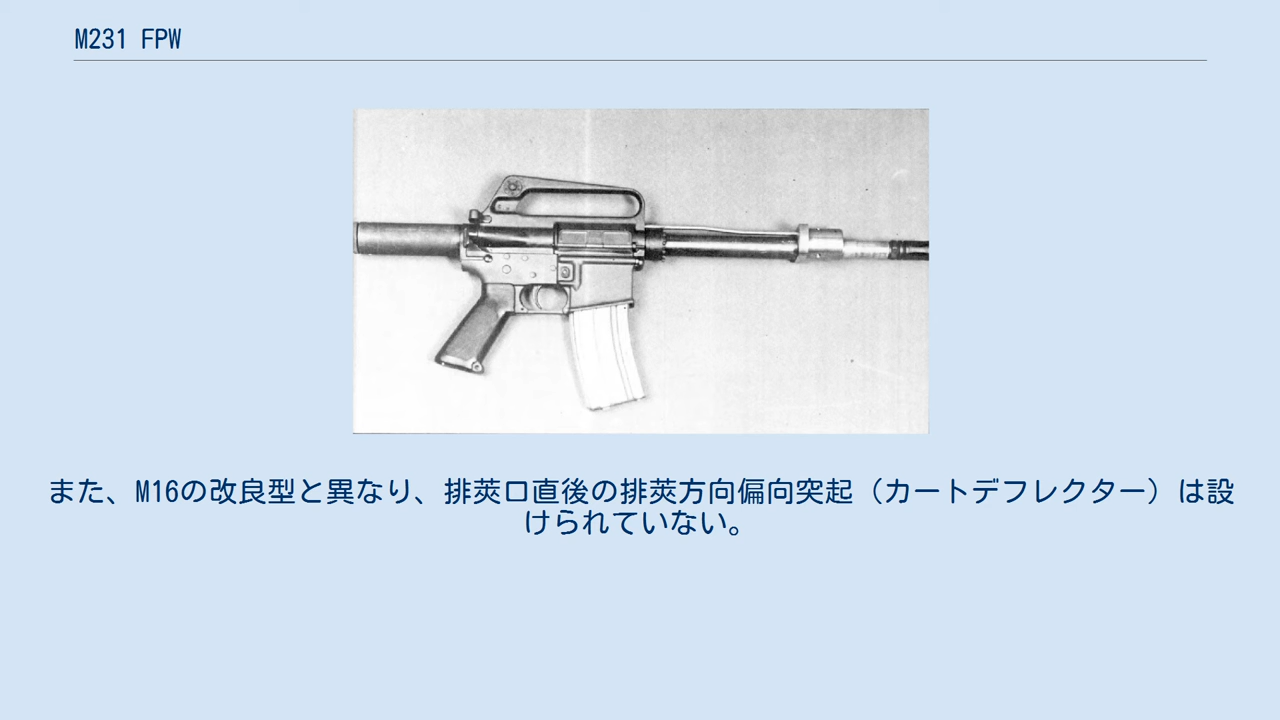 M231 FPW
また、M16の改良型と異なり、排莢口直後の排莢方向偏向突起（カートデフレクター）は設
けられていない。